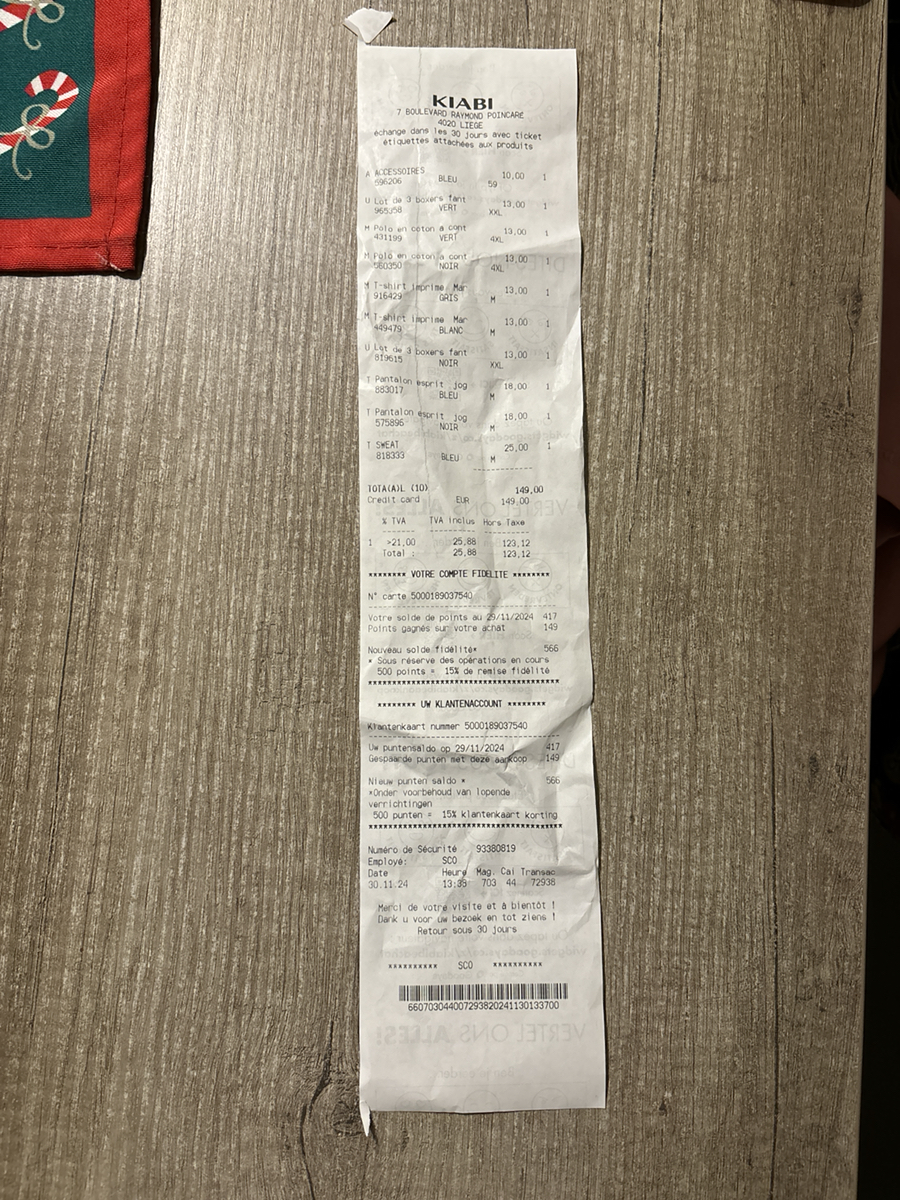 KIABI
7 BOULEVARD RAYMOND POINCARE
4020 LIEGE
échange dans les 30 jours avec ticket
étiquettes attachées aux produits
A ACCESSOIRES 10,00 1
596206 BLEU 59
U Lot de 3 boxers fant 13,00 1
965358 VERT XXL
M Polo en coton a cont 13,00 1
431199 VERT 4XL
M Polo en coton a cont 13,00 1
560350 NOIR 4XL
M T-shirt imprime Mar 13,00 1
916429 GRIS M
M T-shirt imprime Mar 13,00 1
449479 BLANC M
U Lot de 3 boxers fant 13,00 1
819615 NOIR XXL
T Pantalon esprit jog 18,00 1
883017 BLEU M
T Pantalon esprit jog 18,00 1
575896 NOIR M
T SWEAT 25,00 1
818333 BLEU M
--------------
TOTA(A)L (10) 149,00
Credit card EUR 149,00
% TVA TVA inclus Hors Taxe
1 >21,00 25,88 123,12
Total : 25,88 123,12
******** VOTRE COMPTE FIDELITE ********
N° carte 5000189037540
Votre solde de points au 29/11/2024 417
Points gagnés sur votre achat 149
Nouveau solde fidélité* 566
* Sous réserve des opérations en cours
500 points = 15% de remise fidélité
****************************************
******** UW KLANTENACCOUNT ********
Klantenkaart nummer 5000189037540
Uw puntensaldo op 29/11/2024 417
Gespaarde punten met deze aankoop 149
Nieuw punten saldo * 566
*Onder voorbehoud van lopende
verrichtingen
500 punten = 15% klantenkaart korting
****************************************
Numéro de Sécurité 93380819
Employé: SCO
Date Heure Mag. Cai Transac
30.11.24 13:38 703 44 72938
Merci de votre visite et à bientôt !
Dank u voor uw bezoek en tot ziens !
Retour sous 30 jours
********** SCO **********
66070304400729382024113013370​0
VERTEL ONS ALLES!